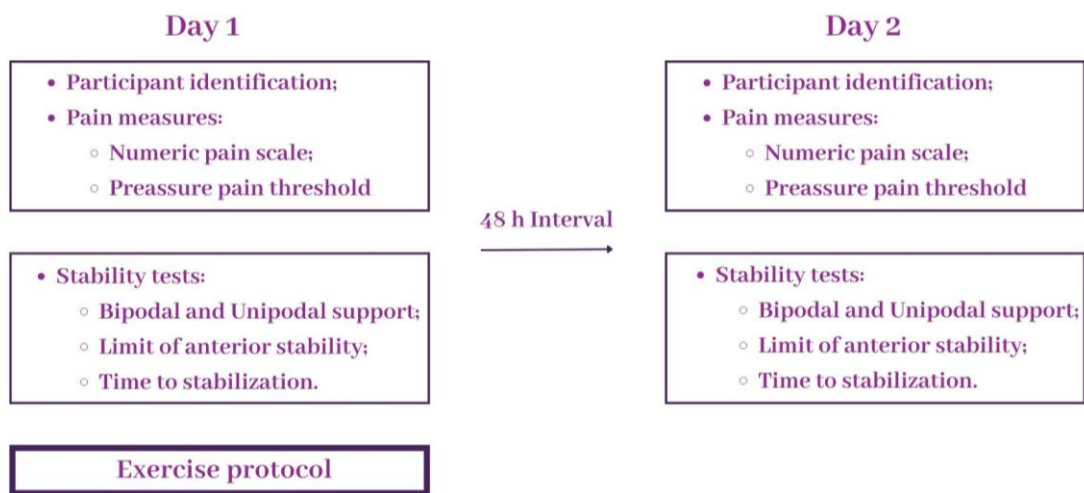 Day 1
• Participant identification;
• Pain measures:
○ Numeric pain scale;
○ Preassure pain threshold
• Stability tests:
○ Bipodal and Unipodal support;
○ Limit of anterior stability;
○ Time to stabilization.
Exercise protocol
48 h Interval
Day 2
• Participant identification;
• Pain measures:
○ Numeric pain scale;
○ Preassure pain threshold
• Stability tests:
○ Bipodal and Unipodal support;
○ Limit of anterior stability;
○ Time to stabilization.